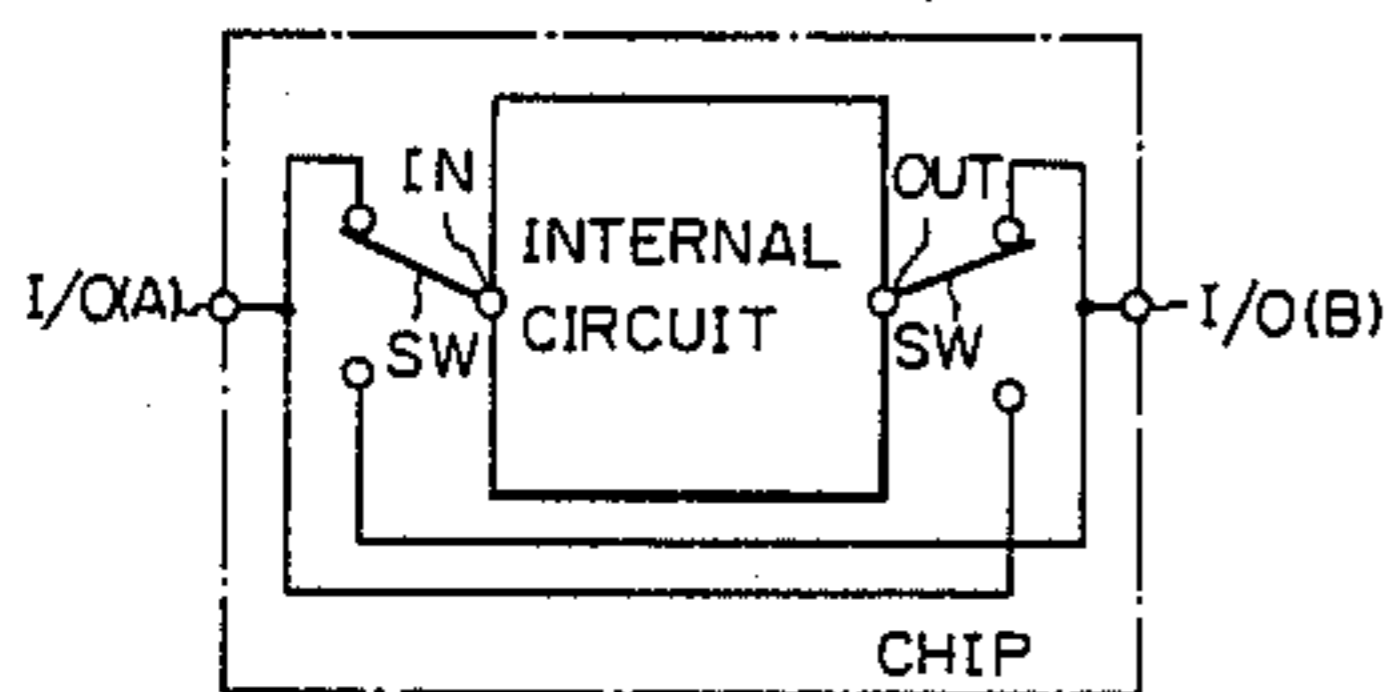 IN
OUT
INTERNAL
CIRCUIT
I/O(A)
I/O(B)
SW
SW
CHIP